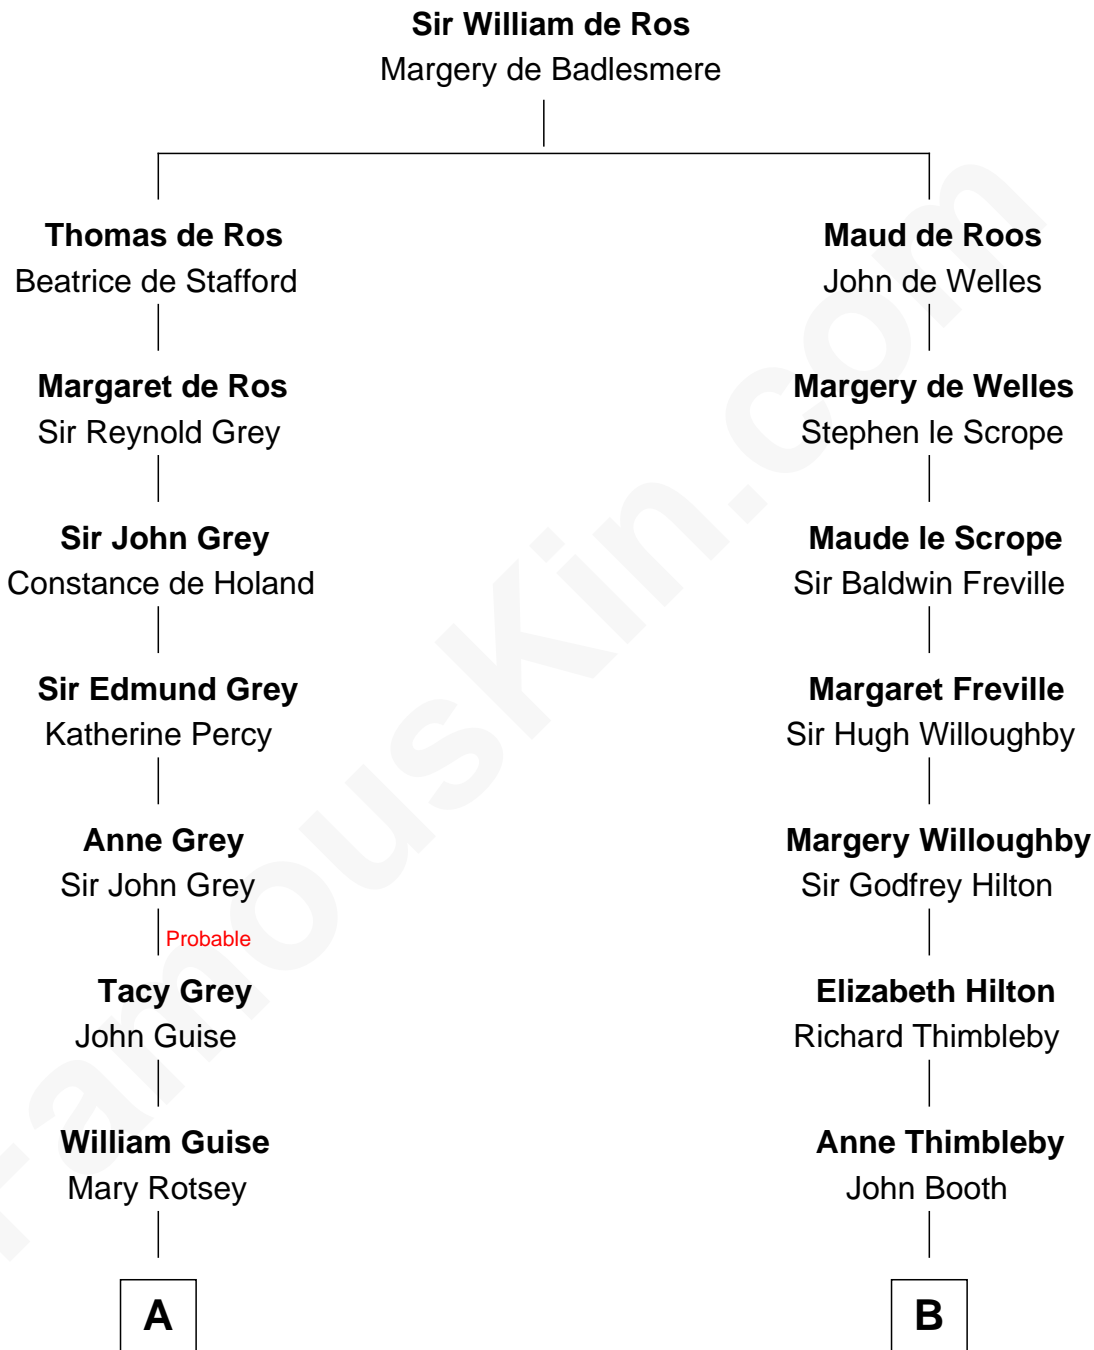 Sir William de Ros
Margery de Badlesmere
Thomas de Ros
Beatrice de Stafford
Margaret de Ros
Sir Reynold Grey
Sir John Grey
Constance de Holand
Sir Edmund Grey
Katherine Percy
Anne Grey
Sir John Grey
Probable
Tacy Grey
John Guise
William Guise
Mary Rotsey
A
Maud de Roos
John de Welles
Margery de Welles
Stephen le Scrope
Maude le Scrope
Sir Baldwin Freville
Margaret Freville
Sir Hugh Willoughby
Margery Willoughby
Sir Godfrey Hilton
Elizabeth Hilton
Richard Thimbleby
Anne Thimbleby
John Booth
B
FamousKin.com